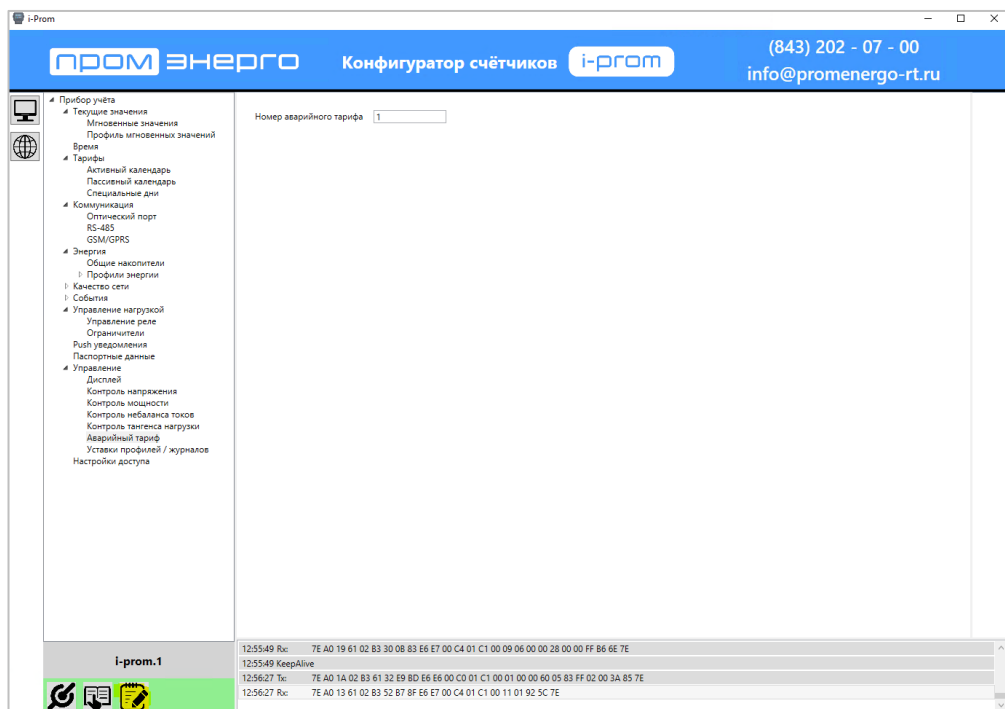 i-Prom
пром энерго
Конфигуратор счётчиков
i-prom
(843) 202 - 07 - 00
info@promenergo-rt.ru
Прибор учёта
Текущие значения
Мгновенные значения
Профиль мгновенных значений
Время
Тарифы
Активный календарь
Пассивный календарь
Специальные дни
Коммуникация
Оптический порт
RS-485
GSM/GPRS
Энергия
Общие накопители
Профили энергии
Качество сети
События
Управление нагрузкой
Управление реле
Ограничители
Push уведомления
Паспортные данные
Управление
Дисплей
Контроль напряжения
Контроль мощности
Контроль небаланса токов
Контроль тангенса нагрузки
Аварийный тариф
Уставки профилей / журналов
Настройки доступа
Номер аварийного тарифа 1
i-prom.1
12:55:49 Rx: 7E A0 19 61 02 B3 30 0B 83 E6 E7 00 C4 01 C1 00 09 06 00 00 28 00 00 FF B6 6E 7E
12:55:49 KeepAlive
12:56:27 Tx: 7E A0 1A 02 B3 61 32 E9 BD E6 E6 00 C0 01 C1 00 01 00 00 60 05 83 FF 02 00 3A 85 7E
12:56:27 Rx: 7E A0 13 61 02 B3 52 B7 8F E6 E7 00 C4 01 C1 00 11 01 92 5C 7E